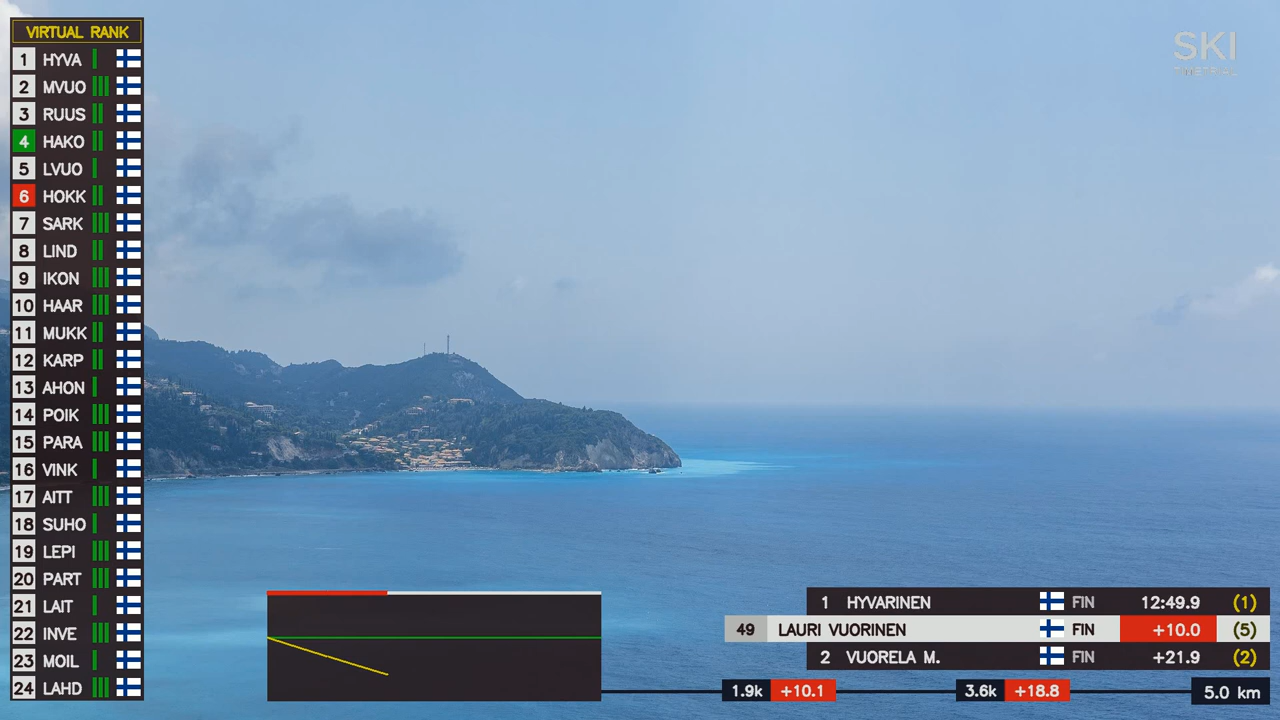 VIRTUAL RANK
1 HYVA
2 MVUO
3 RUUS
4 HAKO
5 LVUO
6 HOKK
7 SARK
8 LIND
9 IKON
10 HAAR
11 MUKK
12 KARP
13 AHON
14 POIK
15 PARA
16 VINK
17 AITT
18 SUHO
19 LEPI
20 PART
21 LAIT
22 INVE
23 MOIL
24 LAHD
SKI
TIMETRIAL
1 HYVARINEN FIN 12:49.9 (1)
49 LAURI VUORINEN FIN +10.0 (5)
2 VUORELA M. FIN +21.9 (2)
1.9k +10.1 3.6k +18.8 5.0 km